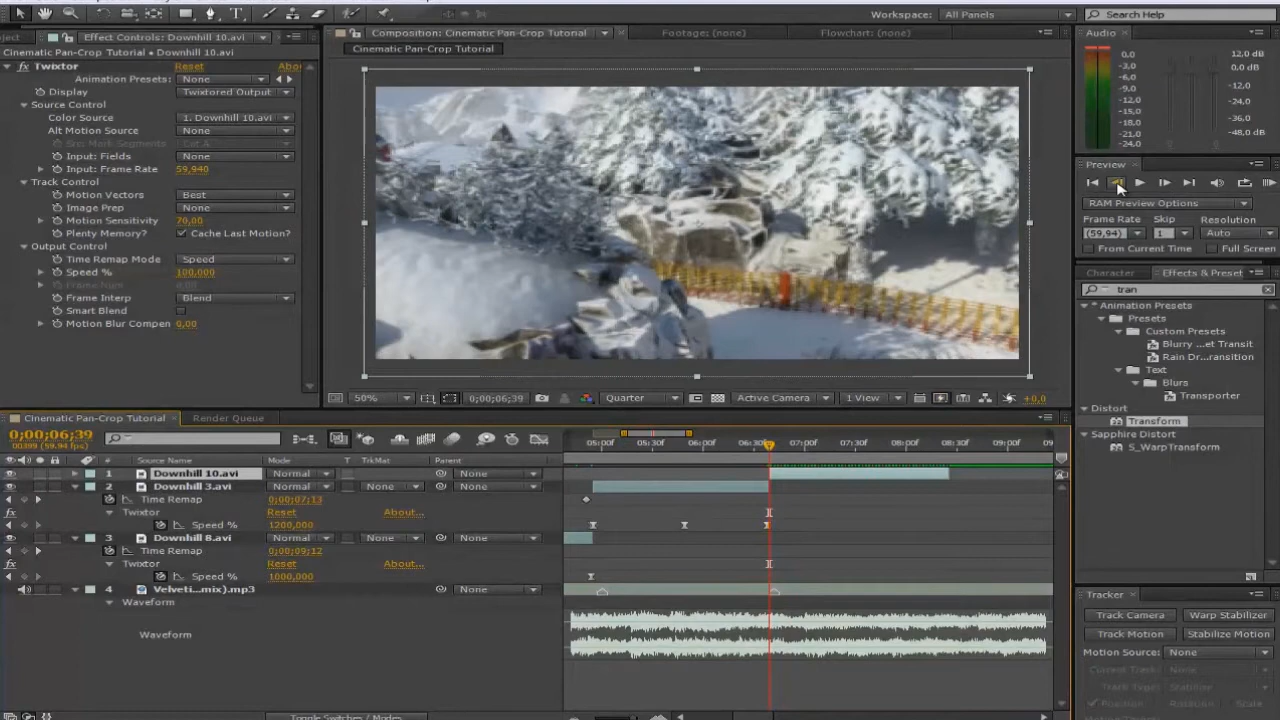 Workspace: All Panels
Search Help
ject
Effect Controls: Downhill 10.avi
Composition: Cinematic Pan-Crop Tutorial
Footage: (none)
Flowchart: (none)
Audio
Cinematic Pan-Crop Tutorial • Downhill 10.avi
Cinematic Pan-Crop Tutorial
fx Twixtor Reset Abou
Animation Presets: None
Display Twixtored Output
Source Control
Color Source 1. Downhill 10.avi
Alt Motion Source None
Input: Fields None
Input: Frame Rate 59,940
Track Control
Motion Vectors Best
Image Prep None
Motion Sensitivity 70,00
Plenty Memory? Cache Last Motion?
Output Control
Time Remap Mode Speed
Speed % 100,000
Frame Num 0,00
Frame Interp Blend
Smart Blend
Motion Blur Compen 0,00
0,0
-3,0
-6,0
-9,0
-12,0
-15,0
-18,0
-21,0
-24,0
12,0 dB
0,0 dB
-12,0
-24,0
-36,0
-48,0 dB
Preview
RAM Preview Options
Frame Rate Skip Resolution
(59,94) 1 Auto
From Current Time Full Screen
Character Effects & Preset
tran
* Animation Presets
Presets
Custom Presets
Blurry ...et Transit
Rain Dr...ransition
Text
Blurs
Transporter
Distort
Transform
Sapphire Distort
S_WarpTransform
50% 0;00;06;39 Quarter Active Camera 1 View +0,0
Cinematic Pan-Crop Tutorial Render Queue
0;00;06;39
00399 (59.94 fps)
05:00f 05:30f 06:00f 06:30f 07:00f 07:30f 08:00f 08:30f 09
# Source Name Mode T TrkMat Parent
1 Downhill 10.avi Normal None
2 Downhill 3.avi Normal None None
Time Remap 0;00;07;13
fx Twixtor Reset About...
Speed % 1200,000
3 Downhill 8.avi Normal None None
Time Remap 0;00;09;12
fx Twixtor Reset About...
Speed % 1000,000
4 Velveti...mix).mp3 None
Waveform
Waveform
Toggle Switches / Modes
Tracker
Track Camera Warp Stabilizer
Track Motion Stabilize Motion
Motion Source: None
Current Track: None
Track Type: Stabilize
Position Rotation Scale